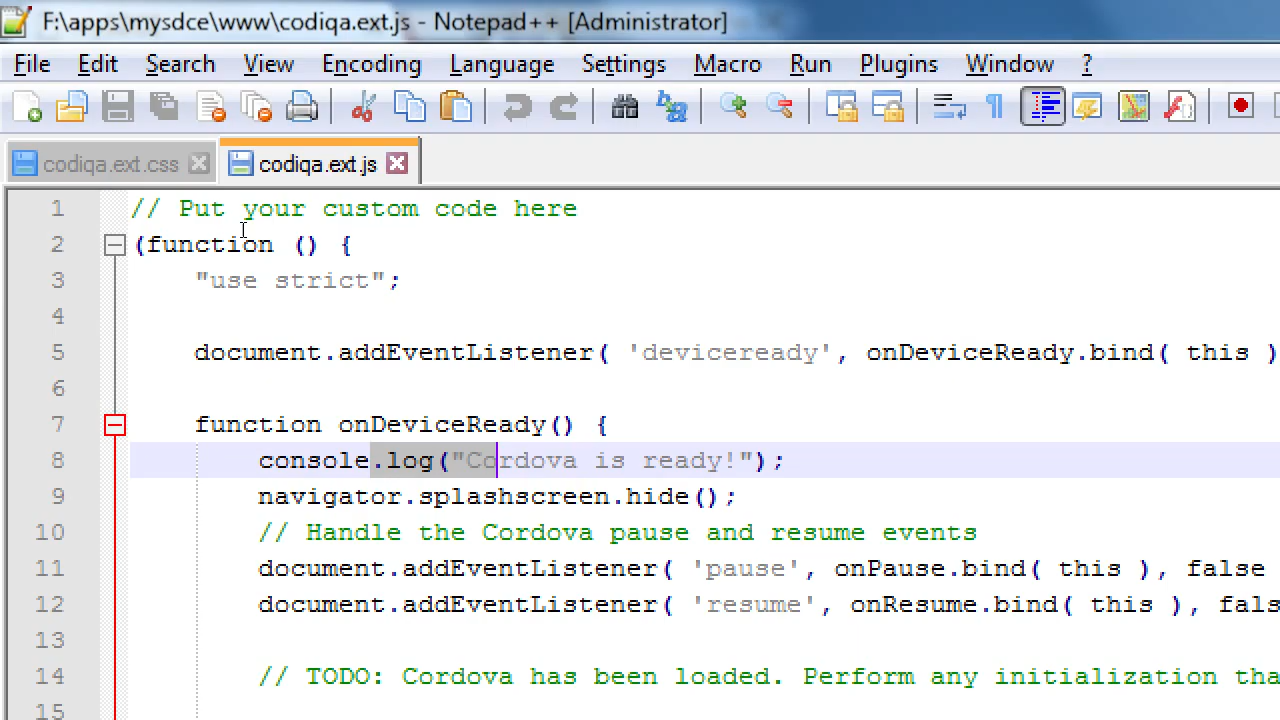 F:\apps\mysdce\www\codiqa.ext.js - Notepad++ [Administrator]
File Edit Search View Encoding Language Settings Macro Run Plugins Window ?
codiqa.ext.css codiqa.ext.js
1 // Put your custom code here
2 (function () {
3 "use strict";
4
5 document.addEventListener( 'deviceready', onDeviceReady.bind( this )
6
7 function onDeviceReady() {
8 console.log("Cordova is ready!");
9 navigator.splashscreen.hide();
10 // Handle the Cordova pause and resume events
11 document.addEventListener( 'pause', onPause.bind( this ), false
12 document.addEventListener( 'resume', onResume.bind( this ), fals
13
14 // TODO: Cordova has been loaded. Perform any initialization tha
15